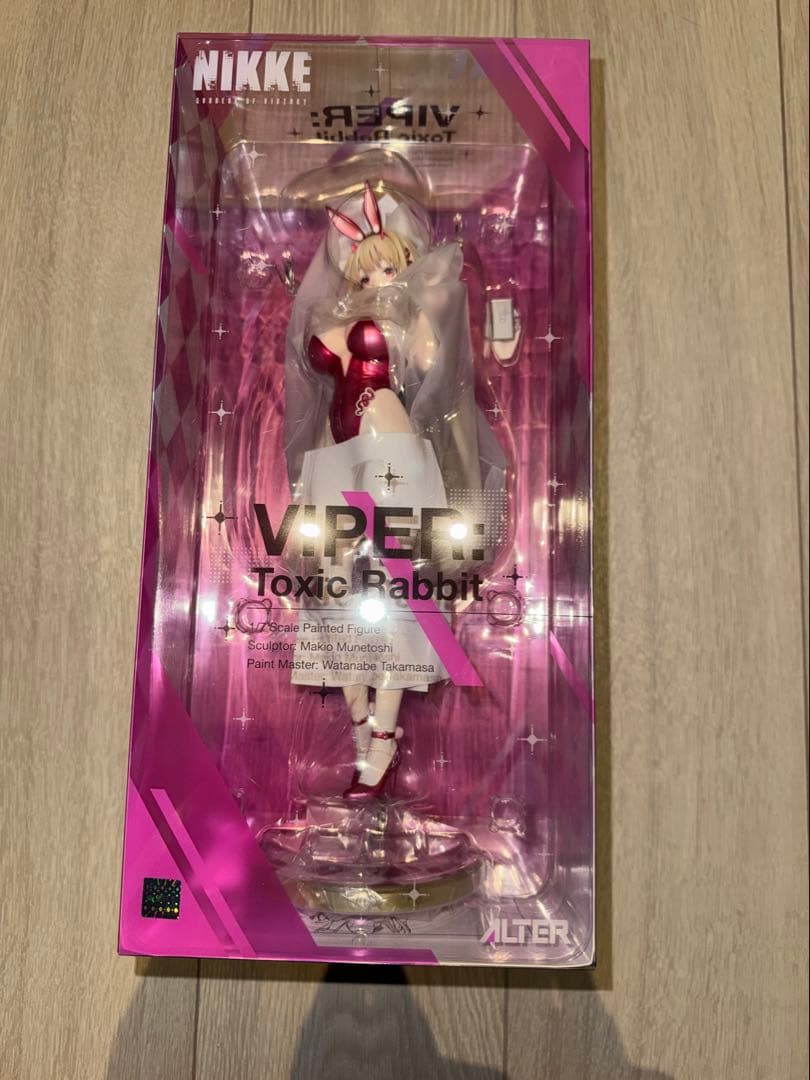 NIKKE
GODDESS OF VICTORY
VIPER:
Toxic Rabbit
VIPER:
Toxic Rabbit
1/7 Scale Painted Figure
Sculptor: Makio Munetoshi
Paint Master: Watanabe Takamasa
ALTER